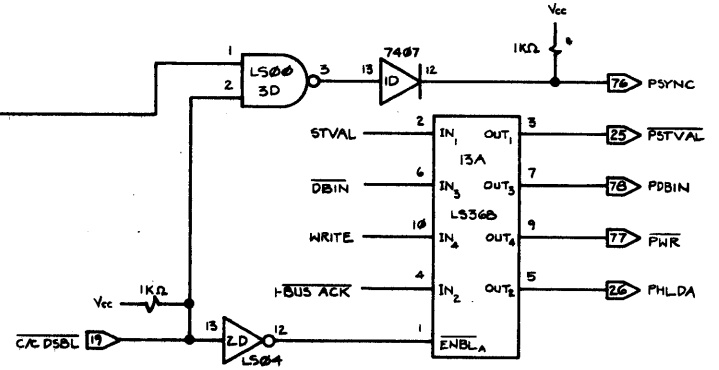 Vcc
1KΩ
1
LS00
3
2
3D
7407
13
1D
12
76 PSYNC
STVAL
2
IN1
OUT1
3
25
PSTVAL
13A
DBIN
6
IN3
OUT3
7
78
PDBIN
LS368
WRITE
10
IN4
OUT4
9
77
PWR
BUS ACK
4
IN2
OUT2
5
26
PHLDA
1KΩ
Vcc
C/C DSBL
19
13
2D
12
LS04
1
ENBLA